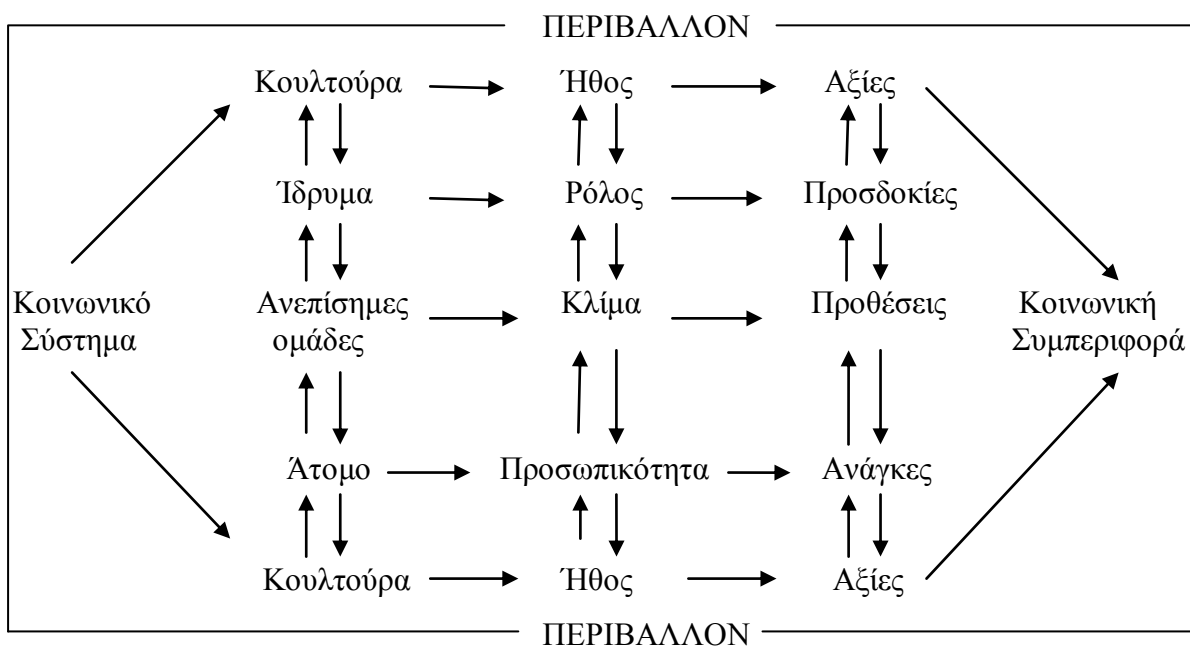 ΠΕΡΙΒΑΛΛΟΝ
Κουλτούρα Ήθος Αξίες
Ίδρυμα Ρόλος Προσδοκίες
Κοινωνικό Ανεπίσημες Κλίμα Προθέσεις Κοινωνική
Σύστημα ομάδες Συμπεριφορά
Άτομο Προσωπικότητα Ανάγκες
Κουλτούρα Ήθος Αξίες
ΠΕΡΙΒΑΛΛΟΝ